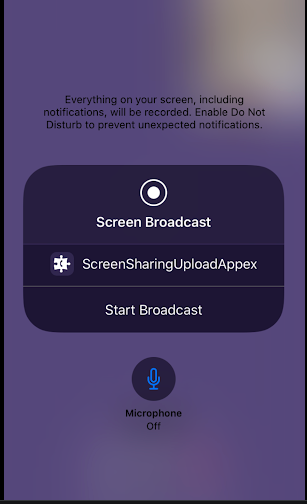 Everything on your screen, including
notifications, will be recorded. Enable Do Not
Disturb to prevent unexpected notifications.
Screen Broadcast
ScreenSharingUploadAppex
Start Broadcast
Microphone
Off